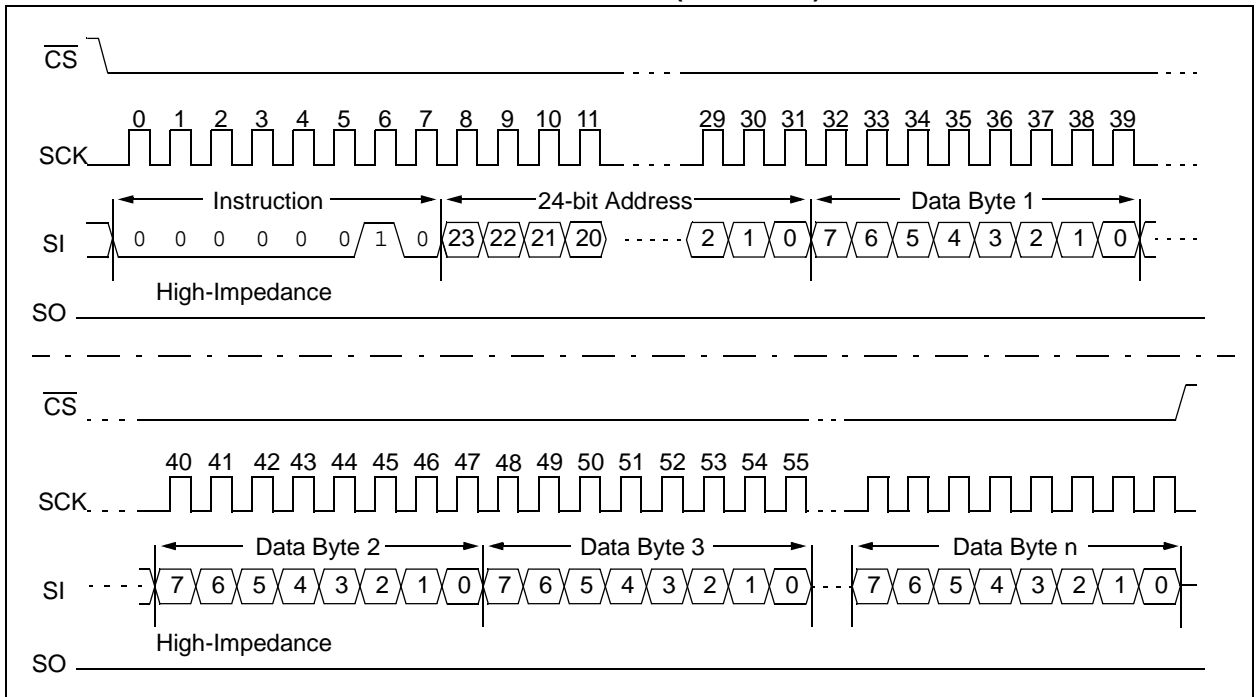 CS
0 1 2 3 4 5 6 7 8 9 10 11 29 30 31 32 33 34 35 36 37 38 39
SCK
Instruction 24-bit Address Data Byte 1
SI 0 0 0 0 0 0 1 0 23 22 21 20 2 1 0 7 6 5 4 3 2 1 0
High-Impedance
SO
CS
40 41 42 43 44 45 46 47 48 49 50 51 52 53 54 55
SCK
Data Byte 2 Data Byte 3 Data Byte n
SI 7 6 5 4 3 2 1 0 7 6 5 4 3 2 1 0 7 6 5 4 3 2 1 0
High-Impedance
SO